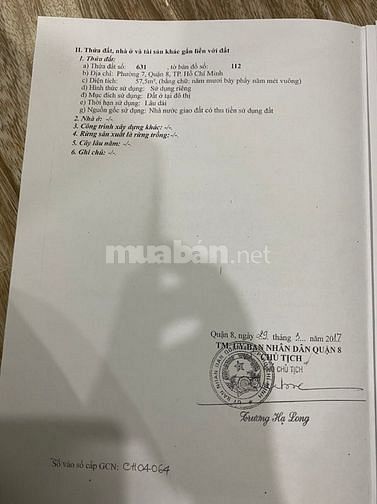 II. Thửa đất, nhà ở và tài sản khác gắn liền với đất
1. Thửa đất:
a) Thửa đất số: 631 , tờ bản đồ số: 112
b) Địa chỉ: Phường 7, Quận 8, TP. Hồ Chí Minh
c) Diện tích: 57,5m², (bằng chữ: năm mươi bảy phẩy năm mét vuông)
d) Hình thức sử dụng: Sử dụng riêng
đ) Mục đích sử dụng: Đất ở tại đô thị
e) Thời hạn sử dụng: Lâu dài
g) Nguồn gốc sử dụng: Nhà nước giao đất có thu tiền sử dụng đất
2. Nhà ở: -/-
3. Công trình xây dựng khác: -/-
4. Rừng sản xuất là rừng trồng: -/-
5. Cây lâu năm: -/-
6. Ghi chú: -/-
muabán.net
Quận 8, ngày 29 tháng năm 2017
TM. ỦY BAN NHÂN DÂN QUẬN 8
CHỦ TỊCH
PHÓ CHỦ TỊCH
Trương Hạ Long
Số vào sổ cấp GCN: CH04064